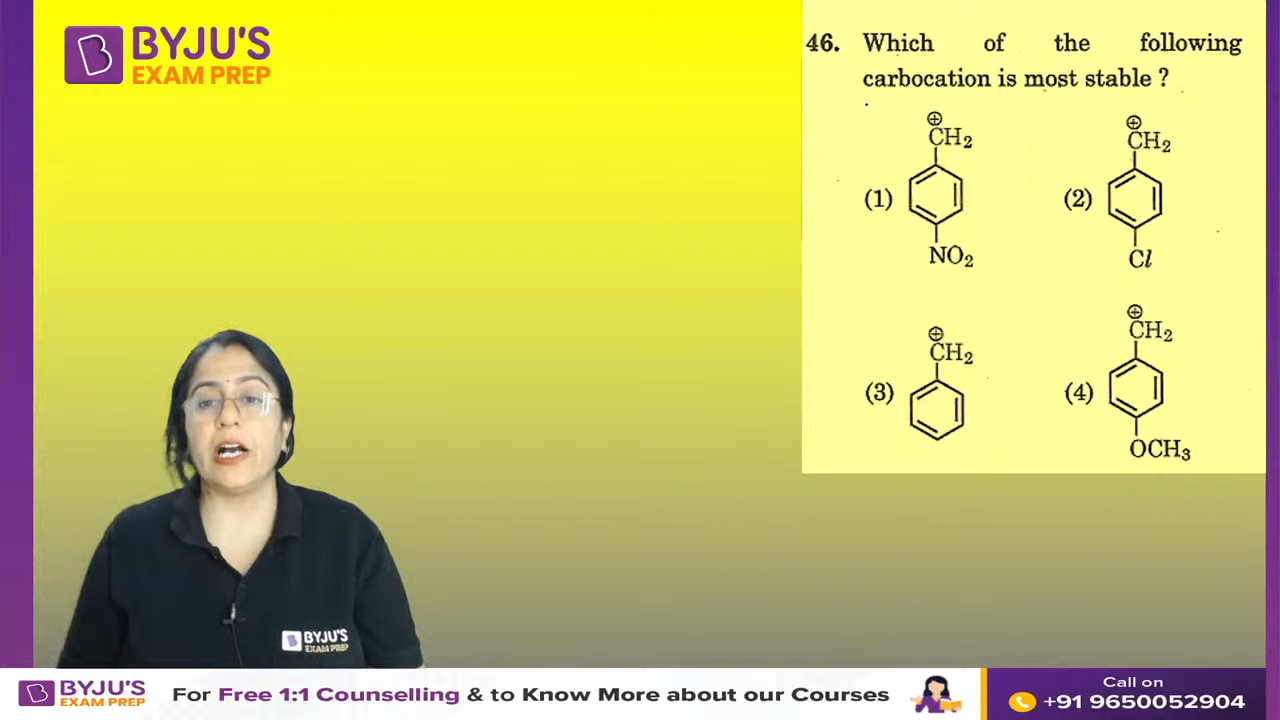 BYJU'S
EXAM PREP
46. Which of the following
carbocation is most stable ?
⊕
CH₂
(1)
NO₂
⊕
CH₂
(2)
Cl
⊕
CH₂
(3)
⊕
CH₂
(4)
OCH₃
BYJU'S
EXAM PREP
BYJU'S
EXAM PREP
For Free 1:1 Counselling & to Know More about our Courses
Call on
+91 9650052904